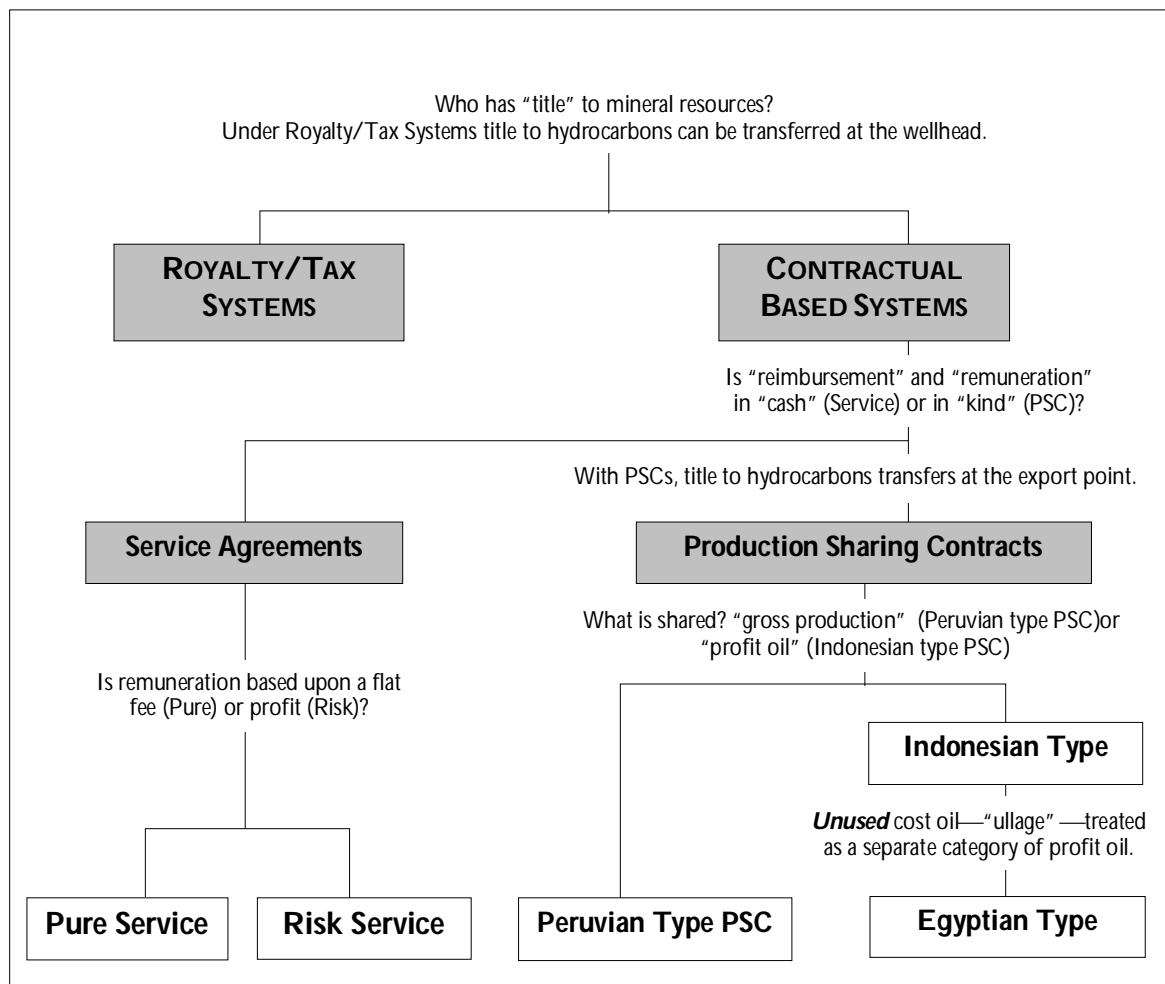 Who has “title” to mineral resources?
Under Royalty/Tax Systems title to hydrocarbons can be transferred at the wellhead.
ROYALTY/TAX
SYSTEMS
CONTRACTUAL
BASED SYSTEMS
Is “reimbursement” and “remuneration”
in “cash” (Service) or in “kind” (PSC)?
With PSCs, title to hydrocarbons transfers at the export point.
Service Agreements
Production Sharing Contracts
What is shared? “gross production” (Peruvian type PSC)or
“profit oil” (Indonesian type PSC)
Is remuneration based upon a flat
fee (Pure) or profit (Risk)?
Indonesian Type
Unused cost oil—“ullage” —treated
as a separate category of profit oil.
Pure Service
Risk Service
Peruvian Type PSC
Egyptian Type